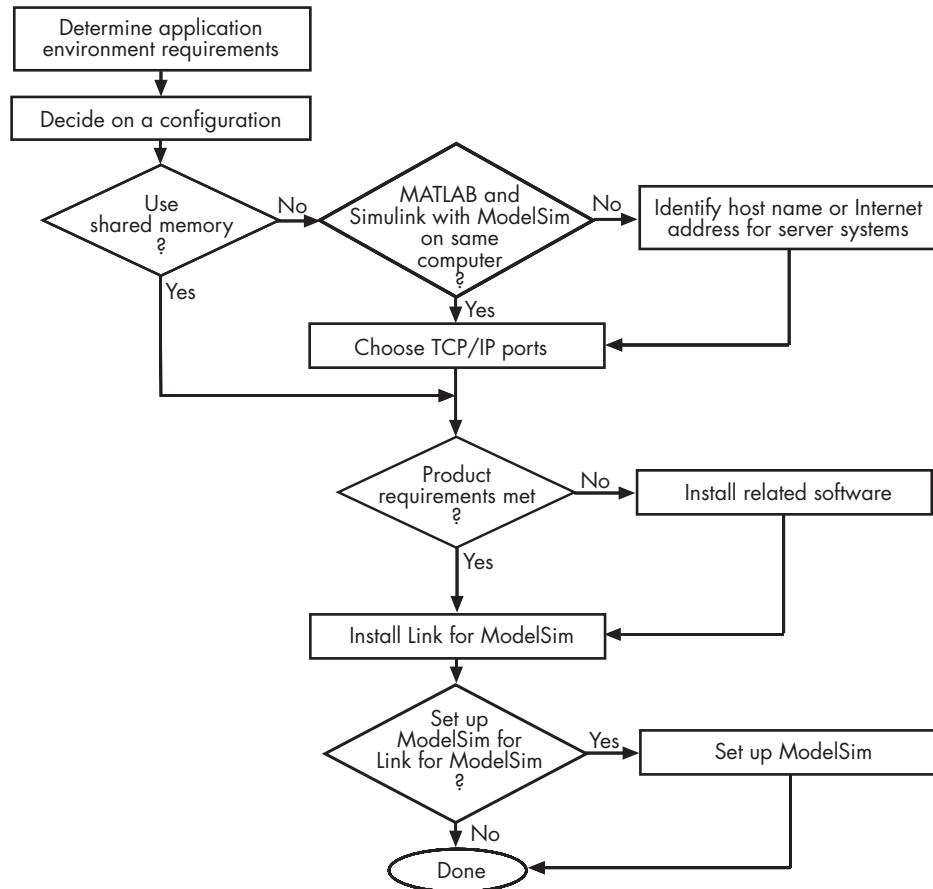 Determine application
environment requirements
Decide on a configuration
Use
shared memory
?
No
MATLAB and
Simulink with ModelSim
on same
computer
?
No
Identify host name or Internet
address for server systems
Yes
Yes
Choose TCP/IP ports
Product
requirements met
?
No
Install related software
Yes
Install Link for ModelSim
Set up
ModelSim for
Link for ModelSim
?
Yes
Set up ModelSim
No
Done